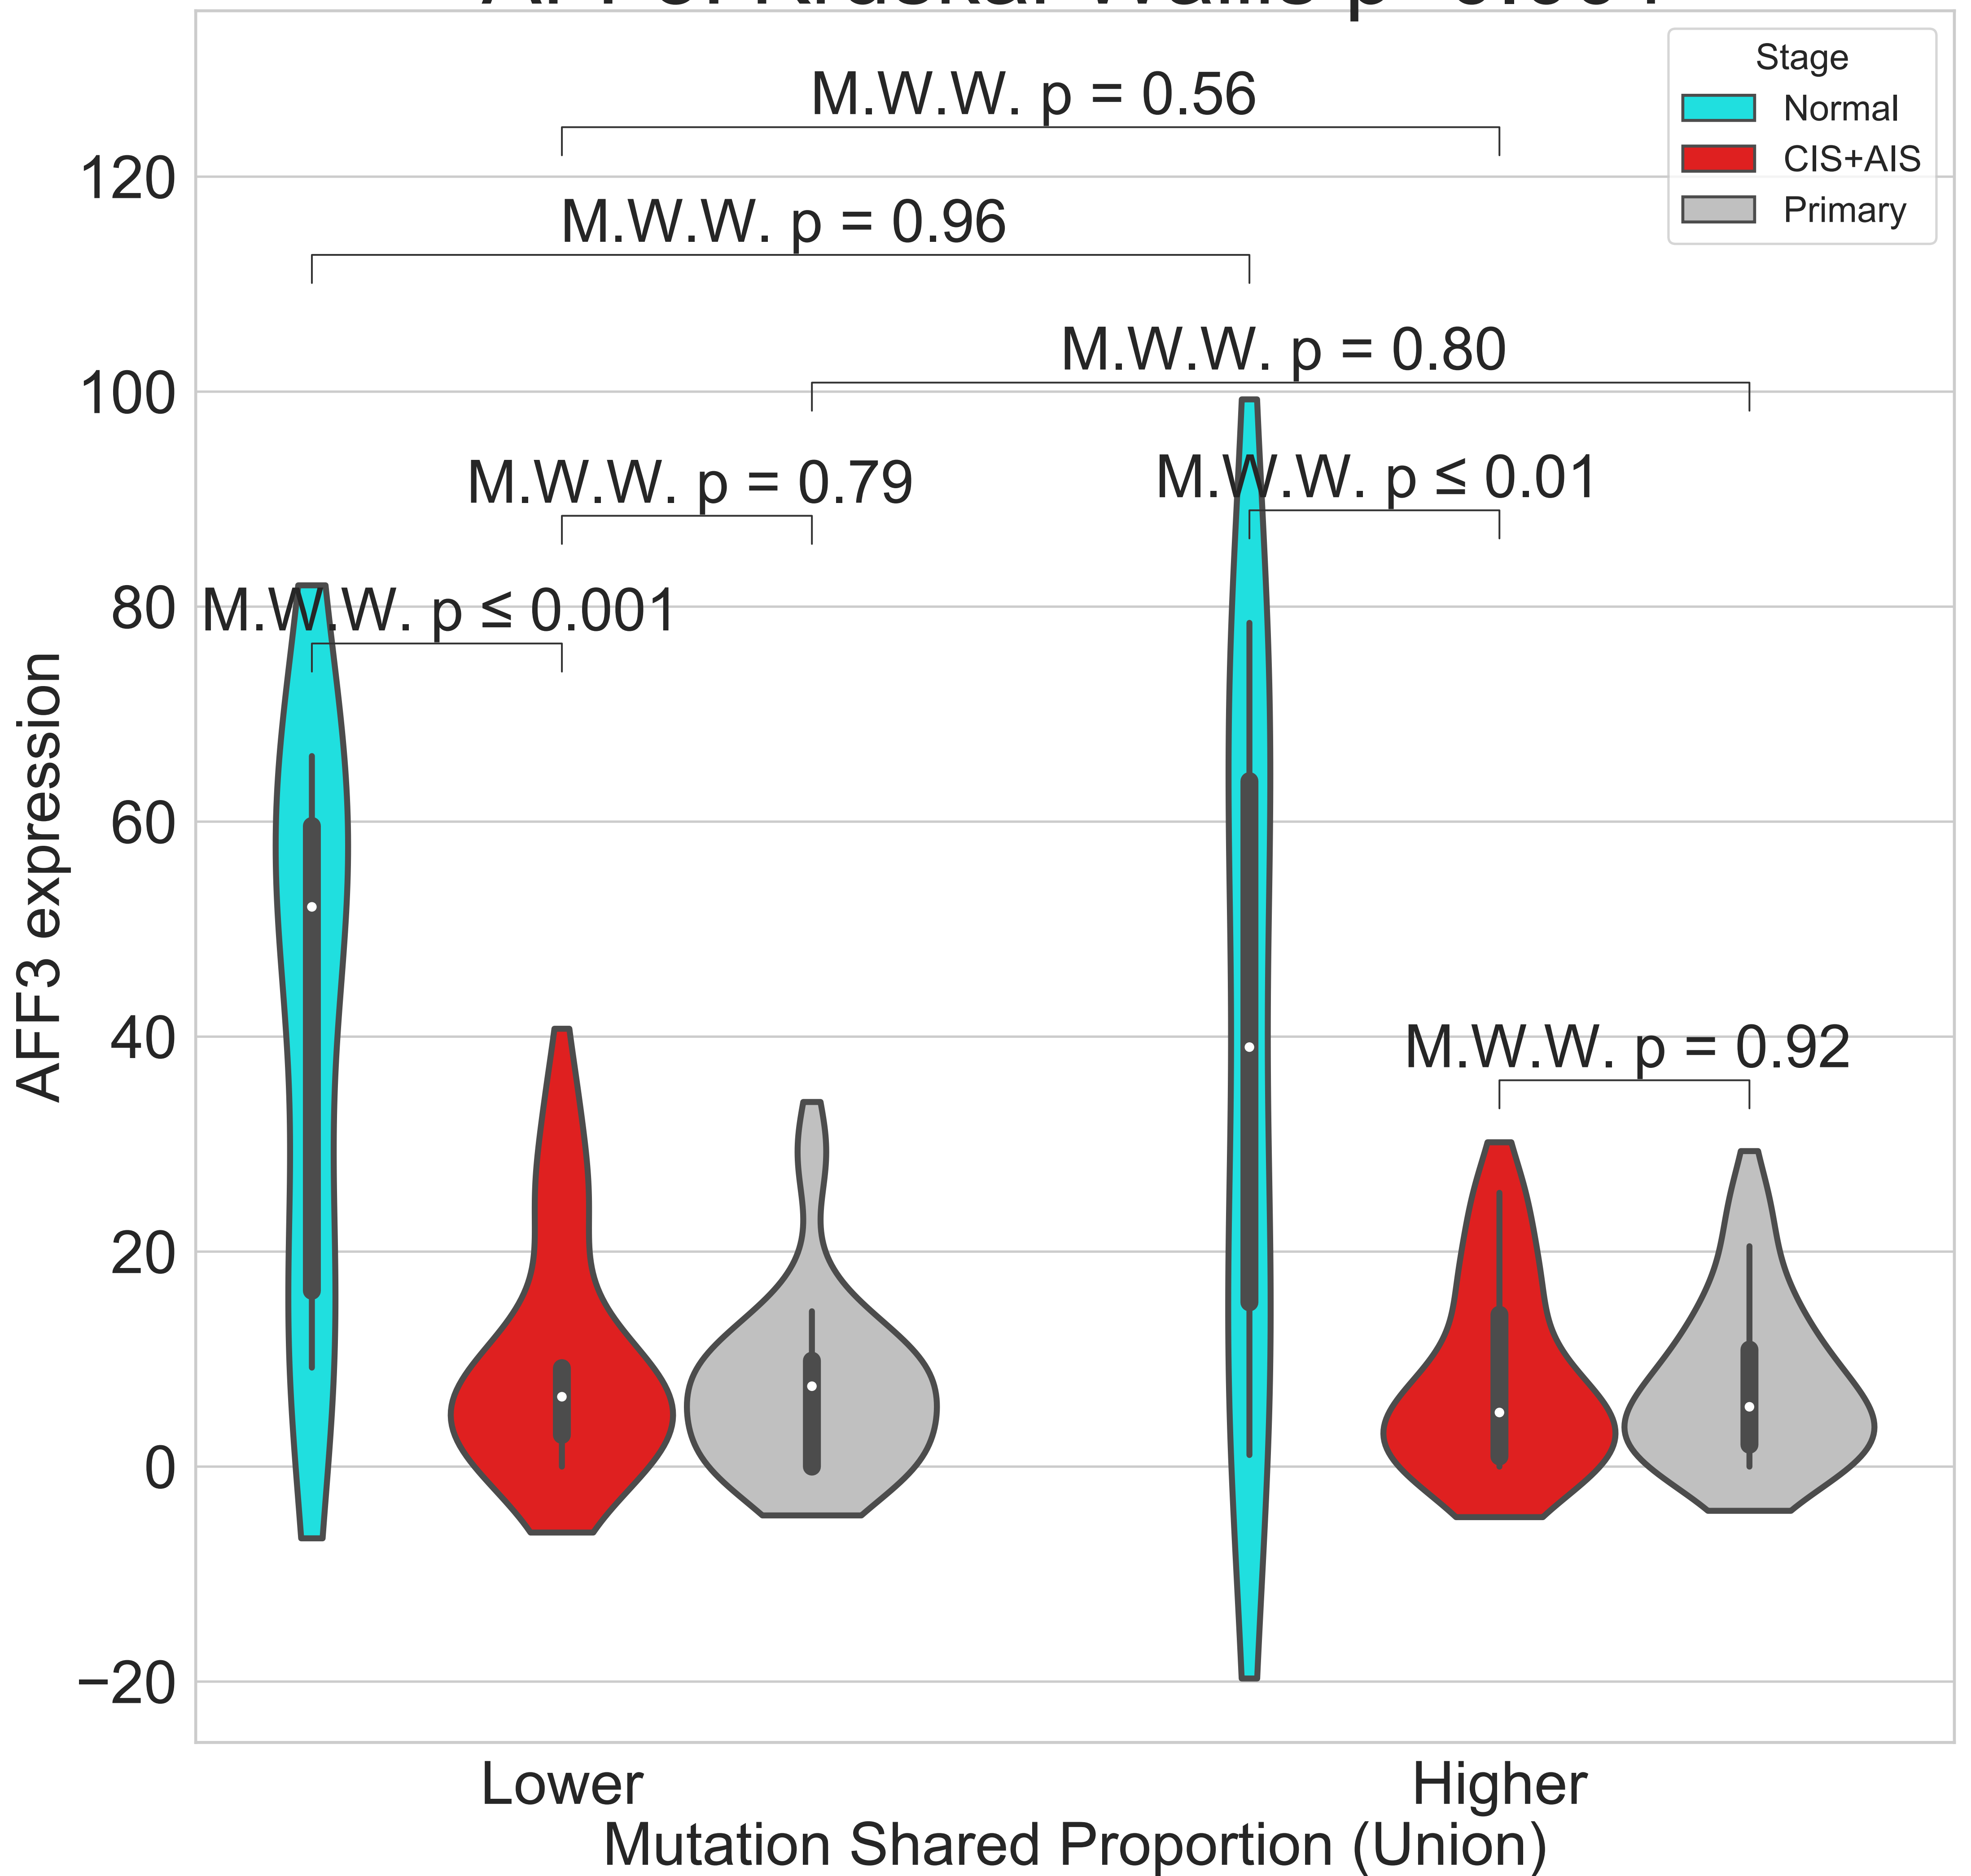 Stage
Normal
CIS+AIS
Primary
M.W.W. p = 0.56
M.W.W. p = 0.96
M.W.W. p = 0.80
M.W.W. p = 0.79
M.W.W. p ≤ 0.01
M.W.W. p ≤ 0.001
M.W.W. p = 0.92
120
100
80
60
40
20
0
−20
AFF3 expression
Lower
Higher
Mutation Shared Proportion (Union)